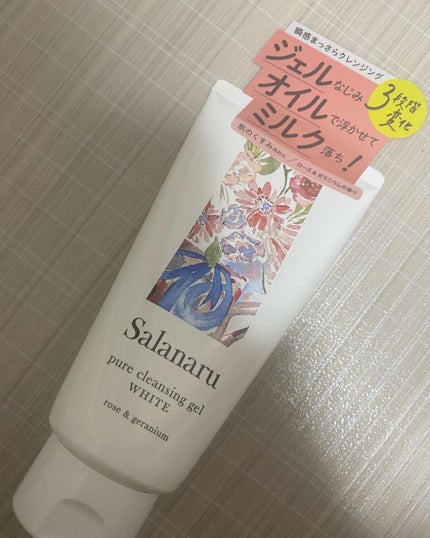 瞬感まっさらクレンジング
ジェルなじみ
オイルで浮かせて
ミルク落ち!
3段階
変化
肌のくすみ汚れに ローズ&ゼラニウムの香り
Salanaru
pure cleansing gel
WHITE
rose & geranium